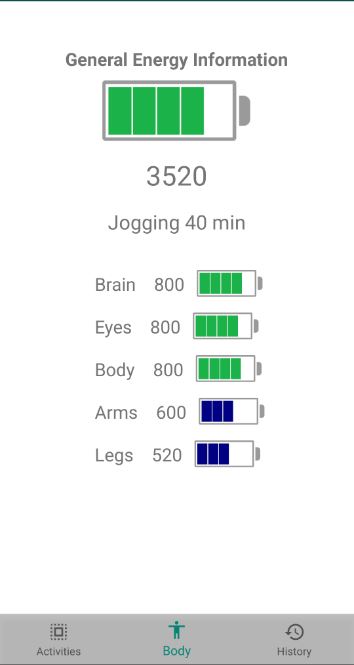 General Energy Information
3520
Jogging 40 min
Brain 800
Eyes 800
Body 800
Arms 600
Legs 520
Activities Body History